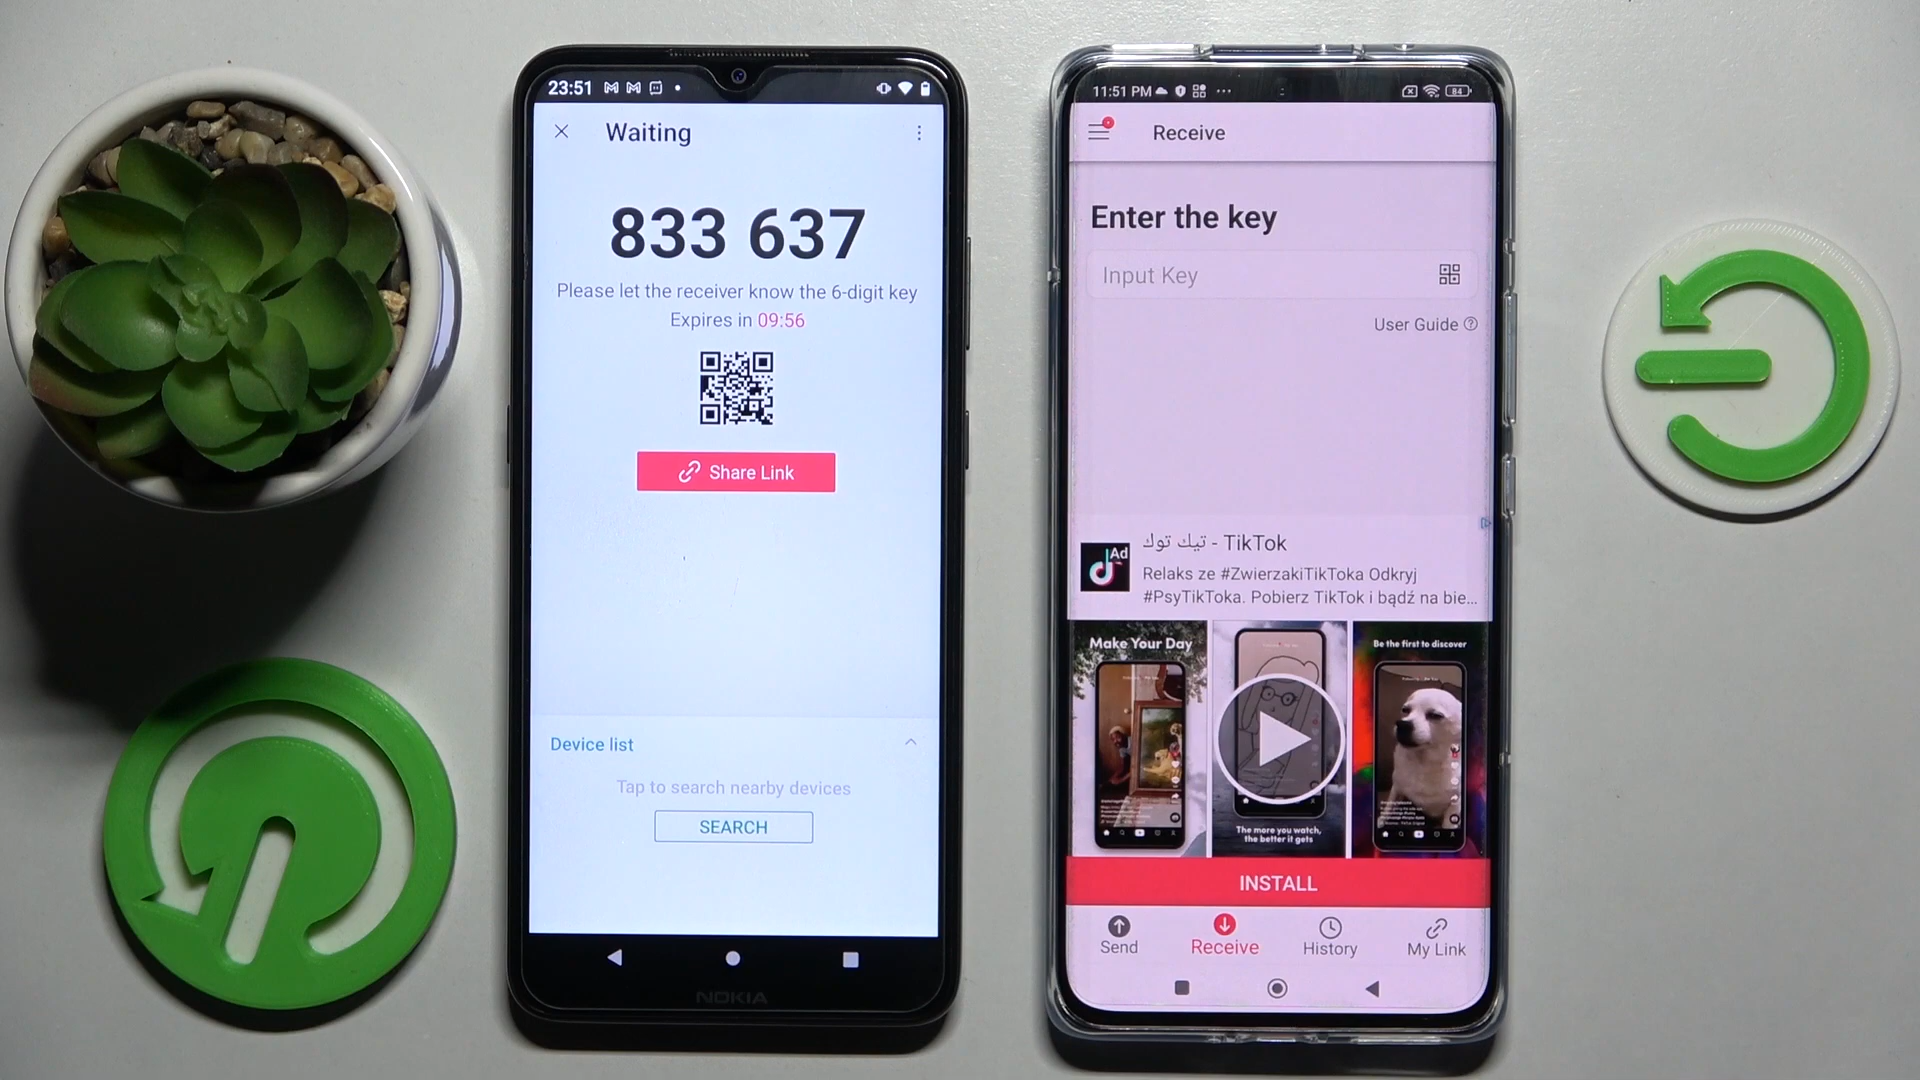 23:51
Waiting
833 637
Please let the receiver know the 6-digit key
Expires in 09:56
Share Link
Device list
Tap to search nearby devices
SEARCH
NOKIA
11:51 PM
84
Receive
Enter the key
Input Key
User Guide
Ad
تيك توك - TikTok
Relaks ze #ZwierzakiTikToka Odkryj
#PsyTikToka. Pobierz TikTok i bądź na bie...
Make Your Day
The more you watch,
the better it gets
Be the first to discover
INSTALL
Send
Receive
History
My Link